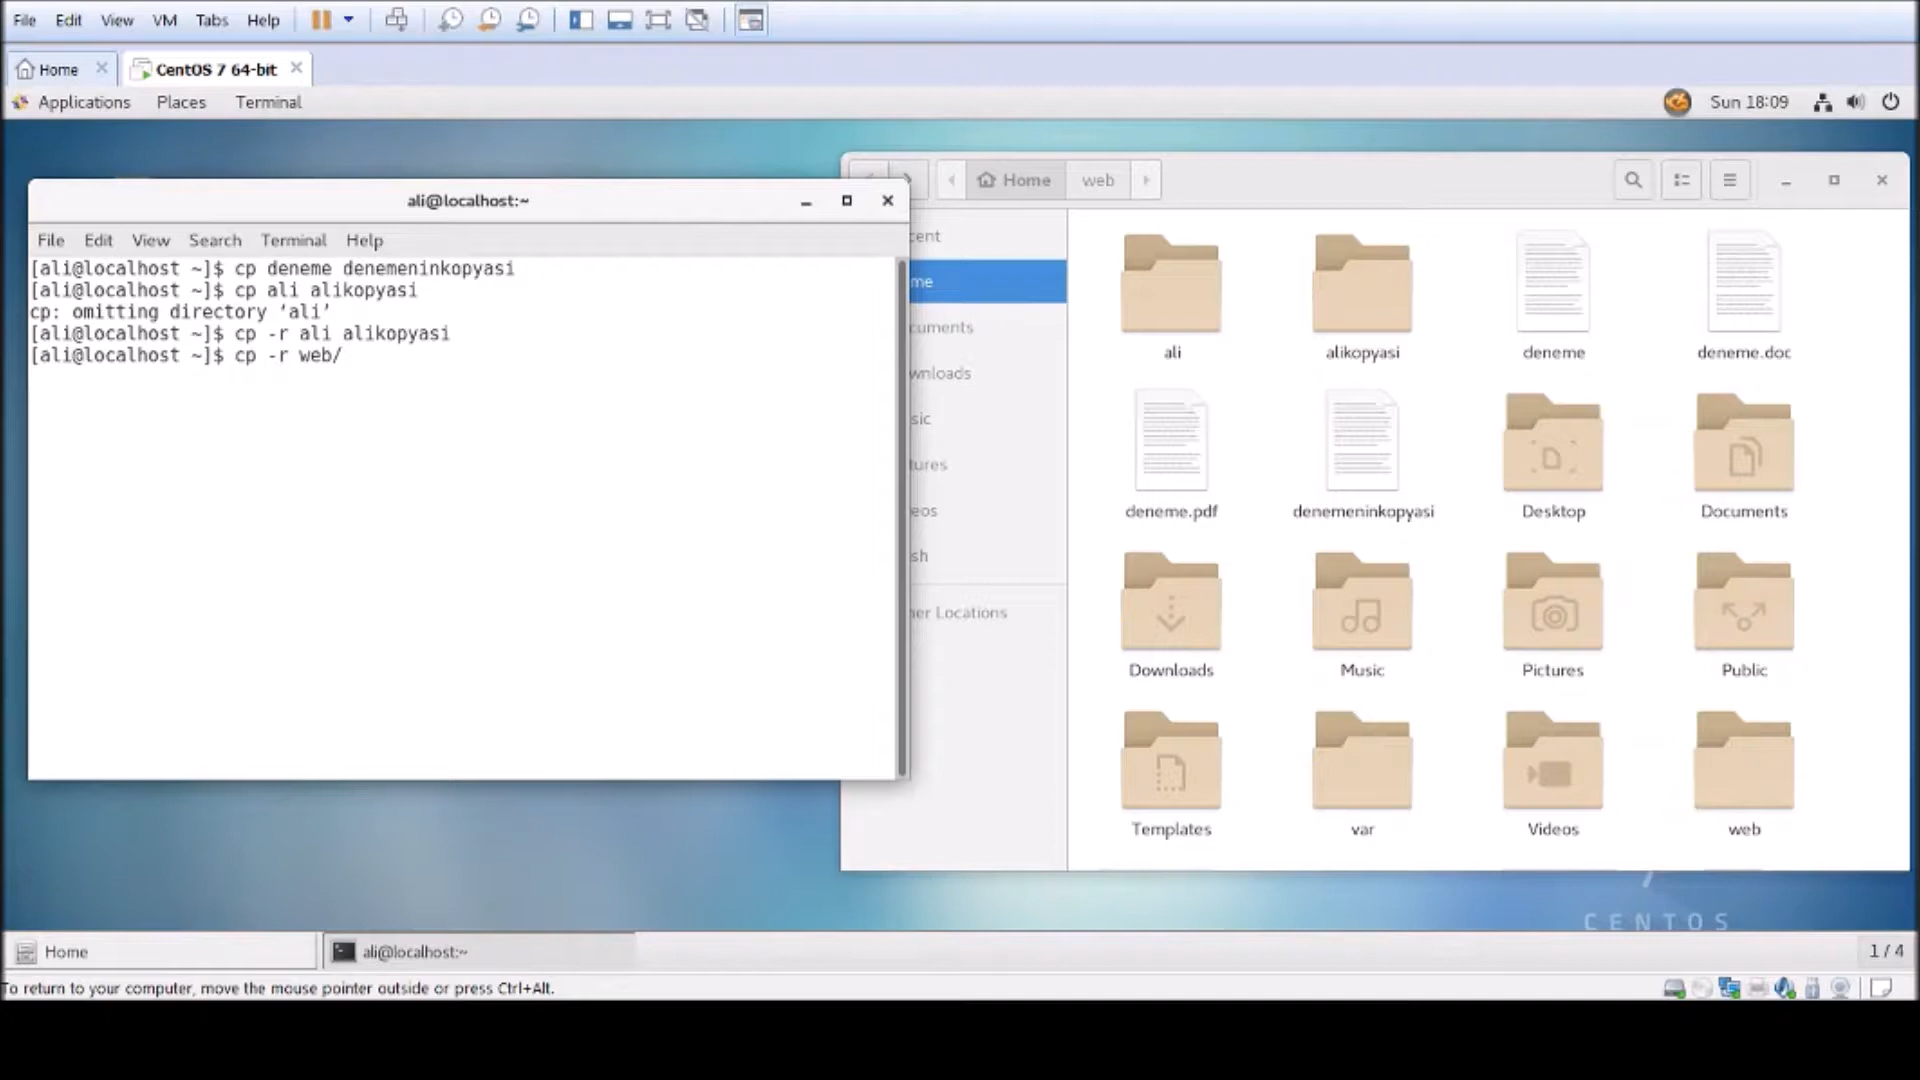 File Edit View VM Tabs Help
Home CentOS 7 64-bit
Applications Places Terminal Sun 18:09
Home web
ali@localhost:~
File Edit View Search Terminal Help
[ali@localhost ~]$ cp deneme denemeninkopyasi
[ali@localhost ~]$ cp ali alikopyasi
cp: omitting directory ‘ali’
[ali@localhost ~]$ cp -r ali alikopyasi
[ali@localhost ~]$ cp -r web/
cent
me
cuments
wnloads
sic
tures
eos
sh
ner Locations
ali alikopyasi deneme deneme.doc
deneme.pdf denemeninkopyasi Desktop Documents
Downloads Music Pictures Public
Templates var Videos web
CENTOS
Home ali@localhost:~ 1 / 4
To return to your computer, move the mouse pointer outside or press Ctrl+Alt.